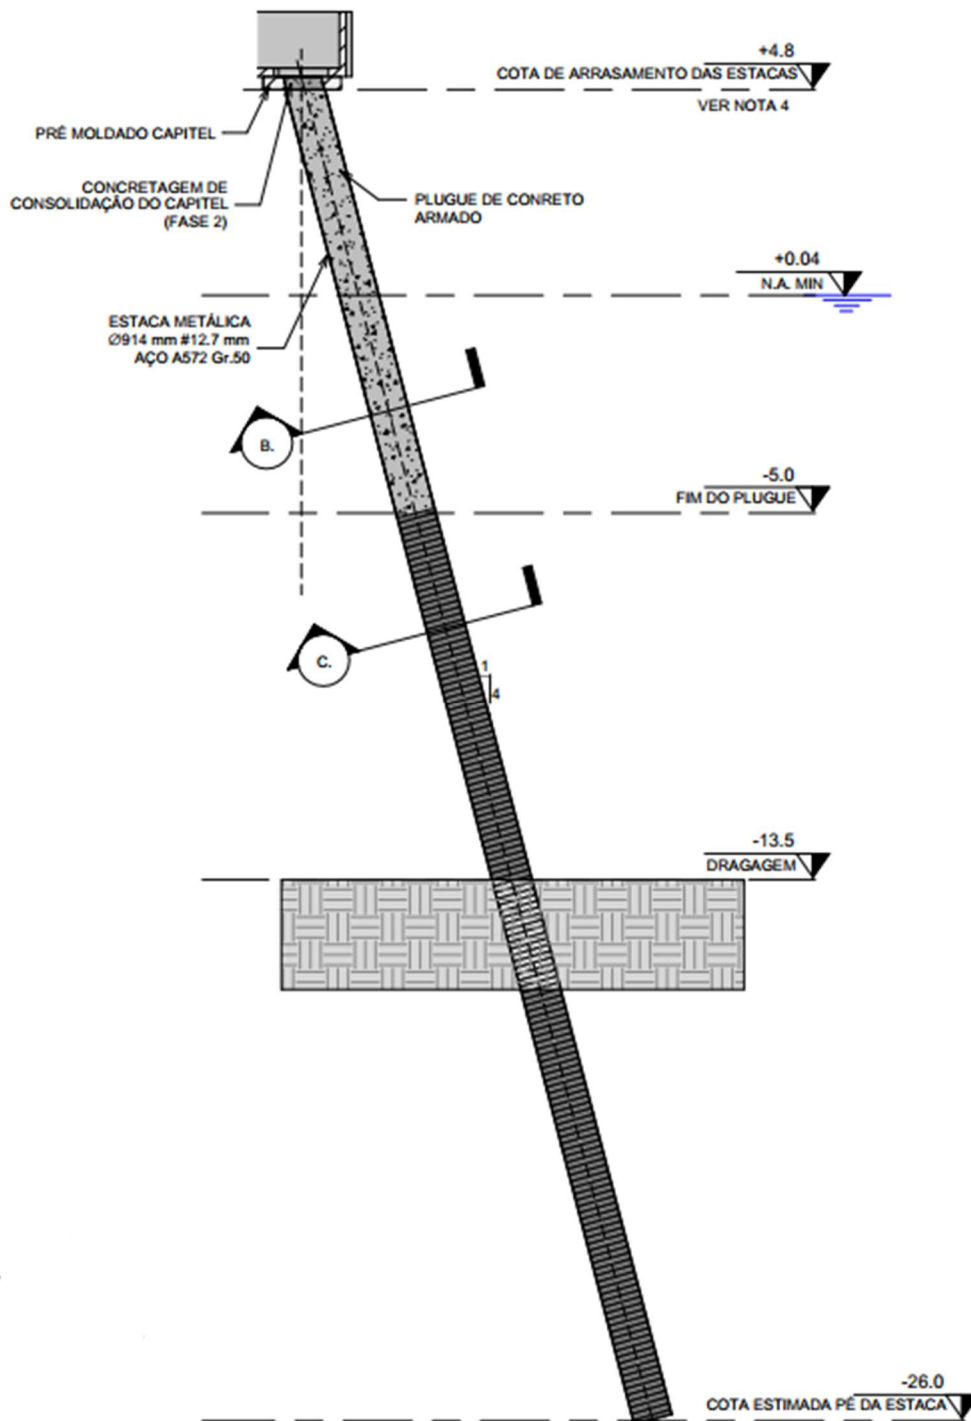 +4.8
COTA DE ARRASAMENTO DAS ESTACAS
VER NOTA 4
PRÉ MOLDADO CAPITEL
CONCRETAGEM DE
CONSOLIDAÇÃO DO CAPITEL
(FASE 2)
PLUGUE DE CONRETO
ARMADO
+0.04
N.A. MIN
ESTACA METÁLICA
Ø914 mm #12.7 mm
AÇO A572 Gr.50
B.
-5.0
FIM DO PLUGUE
C.
1
4
-13.5
DRAGAGEM
-26.0
COTA ESTIMADA PÉ DA ESTACA